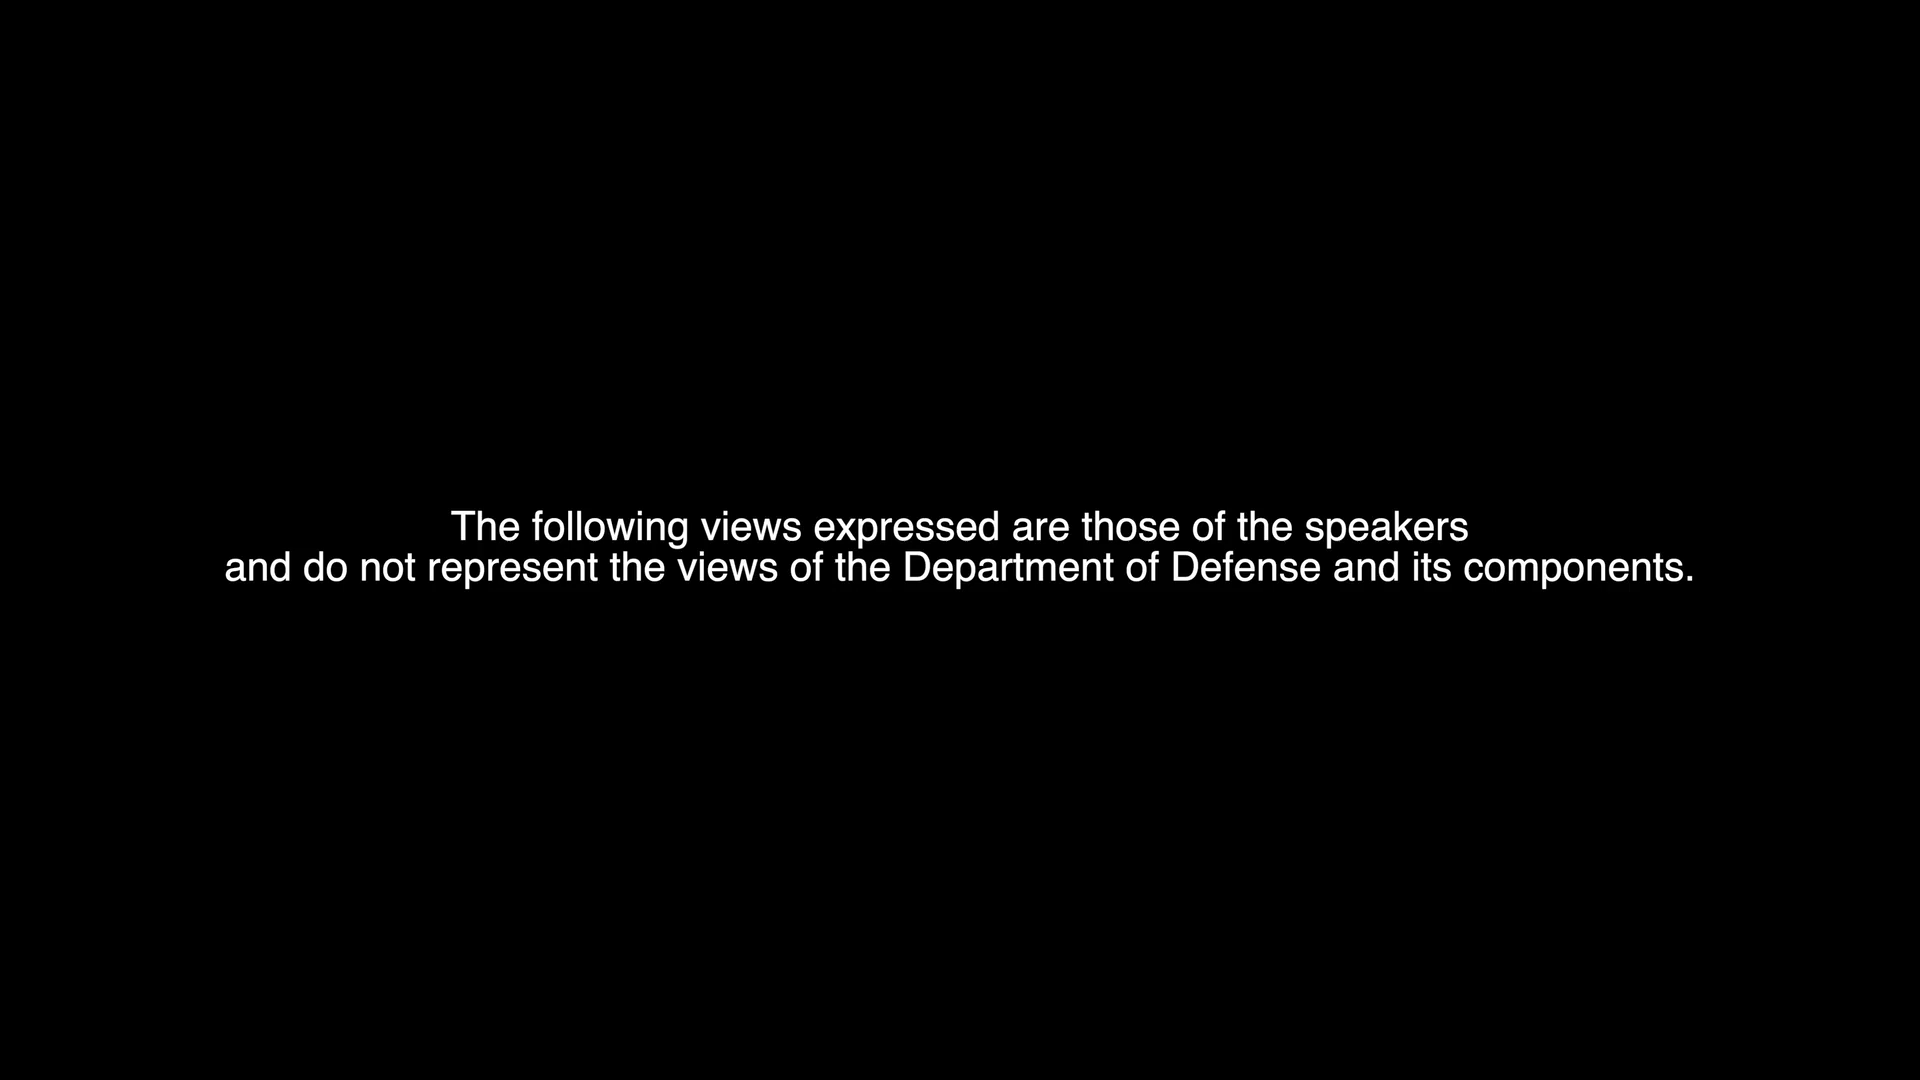 The following views expressed are those of the speakers
and do not represent the views of the Department of Defense and its components.